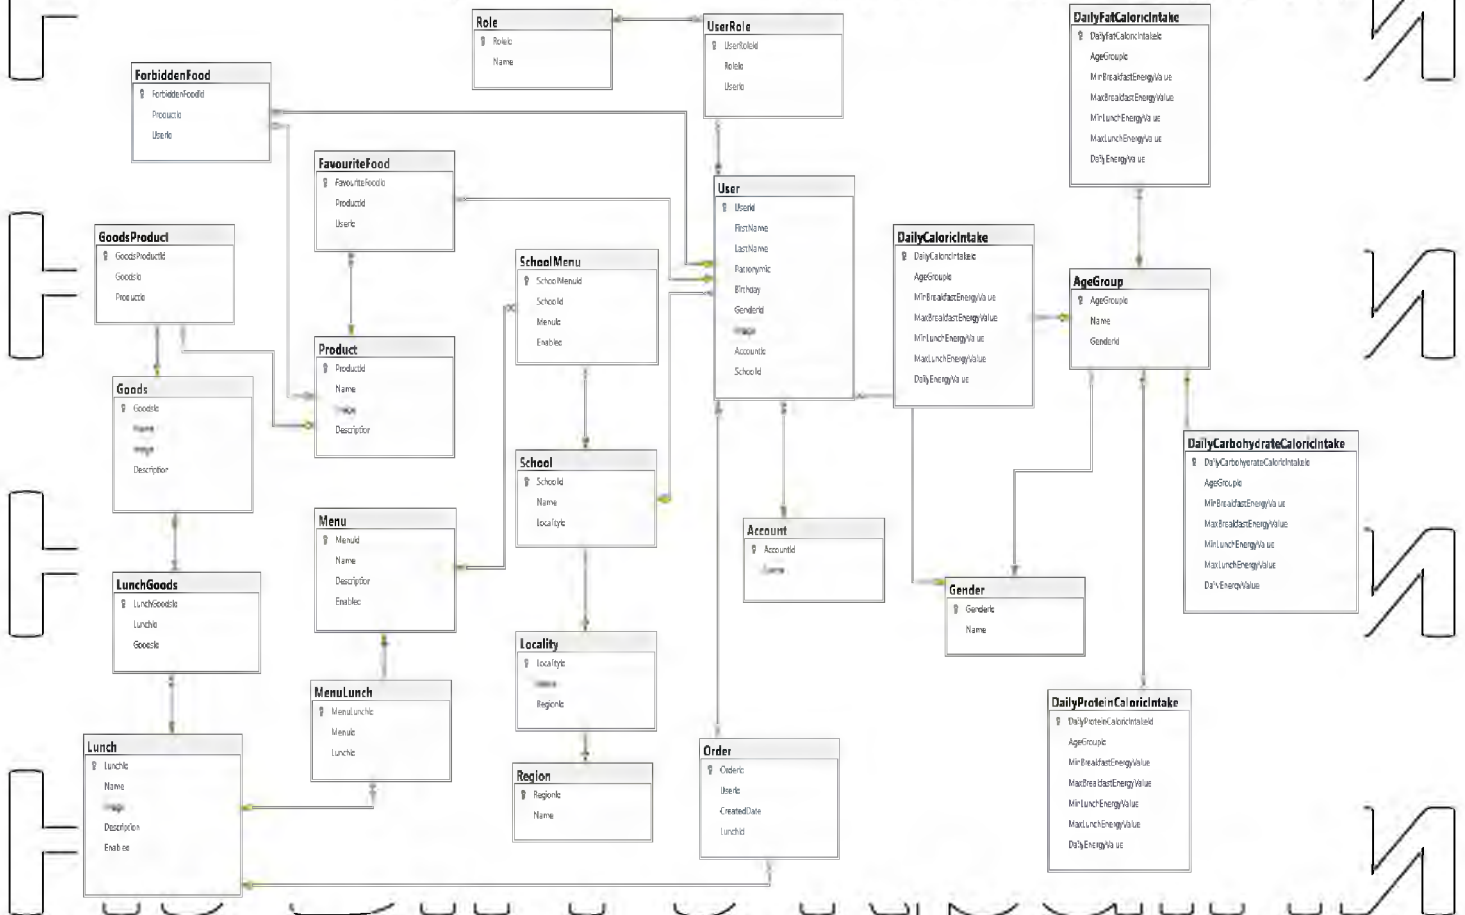 Role
RoleId
Name
UserRole
UserRoleId
RoleId
UserId
DailyFatCaloricIntake
DailyFatCaloricIntakeId
AgeGroupId
MinBreakfastEnergyValue
MaxBreakfastEnergyValue
MinLunchEnergyValue
MaxLunchEnergyValue
DailyEnergyValue
ForbiddenFood
ForbiddenFoodId
ProductId
UserId
FavouriteFood
FavouriteFoodId
ProductId
UserId
User
UserId
FirstName
LastName
Patronymic
Birthday
GenderId
Image
AccountId
SchoolId
GoodsProduct
GoodsProductId
GoodsId
ProductId
SchoolMenu
SchoolMenuId
SchoolId
MenuId
Enabled
DailyCaloricIntake
DailyCaloricIntakeId
AgeGroupId
MinBreakfastEnergyValue
MaxBreakfastEnergyValue
MinLunchEnergyValue
MaxLunchEnergyValue
DailyEnergyValue
AgeGroup
AgeGroupId
Name
GenderId
Product
ProductId
Name
Image
Description
Goods
GoodsId
Name
Image
Description
School
SchoolId
Name
LocalityId
DailyCarbohydrateCaloricIntake
DailyCarbohydrateCaloricIntakeId
AgeGroupId
MinBreakfastEnergyValue
MaxBreakfastEnergyValue
MinLunchEnergyValue
MaxLunchEnergyValue
DailyEnergyValue
Menu
MenuId
Name
Description
Enabled
Account
AccountId
LunchGoods
LunchGoodsId
LunchId
GoodsId
Gender
GenderId
Name
Locality
LocalityId
Name
RegionId
MenuLunch
MenuLunchId
MenuId
LunchId
DailyProteinCaloricIntake
DailyProteinCaloricIntakeId
AgeGroupId
MinBreakfastEnergyValue
MaxBreakfastEnergyValue
MinLunchEnergyValue
MaxLunchEnergyValue
DailyEnergyValue
Lunch
LunchId
Name
Image
Description
Enabled
Region
RegionId
Name
Order
OrderId
UserId
CreatedDate
LunchId